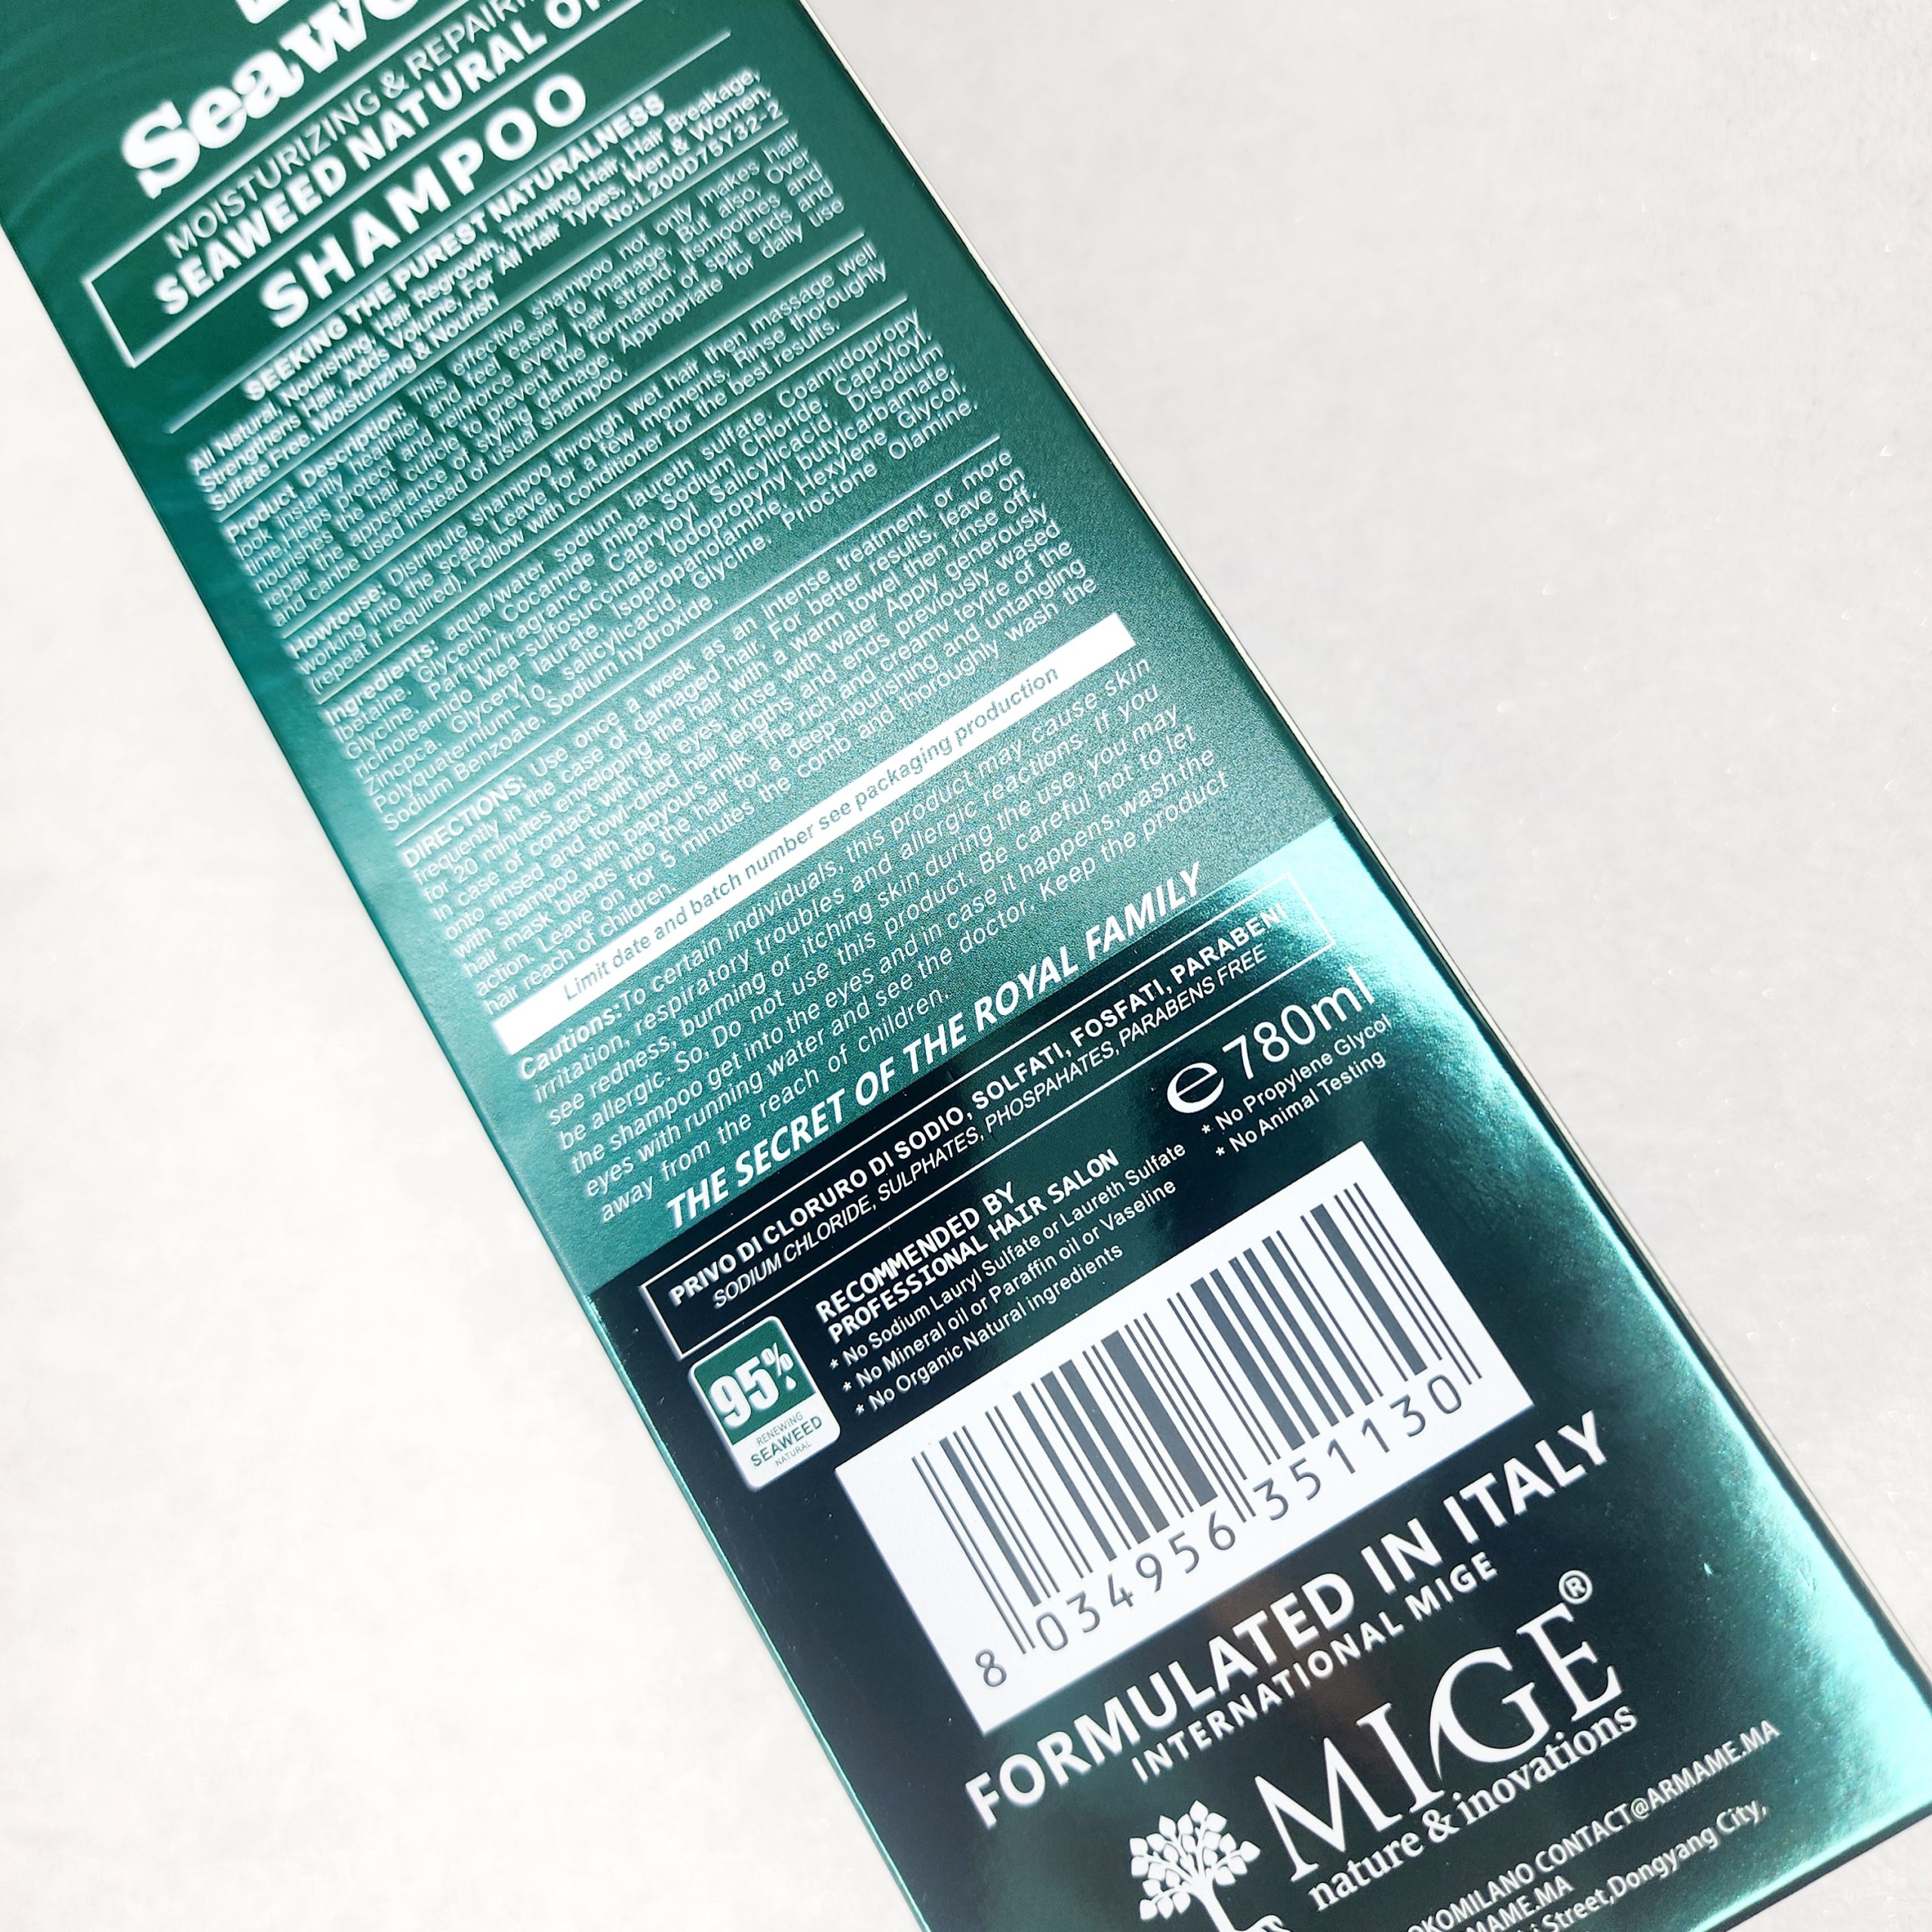 Seaw
MOISTURIZING & REPAIRI
SEAWEED NATURAL
SHAMPOO
SEEKING THE PUREST NATURALNESS
All Natural, Nourishing, Hair Regrowth, Thinning Hair, Hair Breakage,
Strengthens Hair, Adds Volume, For All Hair Types, Men & Women,
Sulfate Free. Moisturizing & Nourish No:L200D75Y32-2
Product Description: This effective shampoo not only makes hair
look instantly healthier and feel easier to manage, But also, Over
time helps protect and reinforce every hair strand, itsmoothes and
nourishes the hair cuticle to prevent the formation of split ends and
repair the appearance of styling damage. Appropriate for daily use
and canbe used instead of usual shampoo.
Howtouse: Distribute shampoo through wet hair then massage well
working into the scalp. Leave for a few moments, Rinse thoroughly
(repeat if required). Follow with conditioner for the best results.
Ingredients: aqua/water sodium laureth sulfate, Coamidopropy
betaine. Glycerin, Cocamide mipa. Sodium Chloride, Capryloyl,
Glycine. Parfum/fragrance. Capryloyl Salicylicacid, Disodium
ricinoleamido Mea-sulfosuccinate, Iodopropynyl butylcarbamate,
Zincpca. Glyceryl laurate. Isopropanolamine, Hexylene Glycol,
Polyquaternium-10. salicylicacid Glycine. Prioctone Olamine.
Sodium Benzoate. Sodium hydroxide.
DIRECTIONS: Use once a week as an intense treatment or more
frequently in the case of damaged hair. For better results, leave on
for 20 minutes enveloping the hair with a warm towel then rinse off.
In case of contact with the eyes, rinse with water Apply generously
onto rinsed and towl-dried hair lengths and ends previously wased
with shampoo with papyours milk. The rich and creamy teytre of the
hair mask blends into the hair for a deep-nourishing and untangling
action. Leave on for 5 minutes the comb and thoroughly wash the
hair reach of children.
Limit date and batch number see packaging production
Cautions:To certain individuals, this product may cause skin
irritation, respiratory troubles and allergic reactions. If you
see redness, burning or itching skin during the use, you may
be allergic. So, Do not use this product. Be careful not to let
the shampoo get into the eyes and in case it happens,wash.the
eyes with running water and see the doctor. Keep the product
away from the reach of children.
THE SECRET OF THE ROYAL FAMILY
PRIVO DI CLORURO DI SODIO, SOLFATI, FOSFATI, PARABENI
SODIUM CHLORIDE, SULPHATES, PHOSPAHATES, PARABENS FREE
℮ 780ml
* No Propylene Glycol
* No Animal Testing
RECOMMENDED BY
PROFESSIONAL HAIR SALON
* No Sodium Lauryl Sulfate or Laureth Sulfate
* No Mineral oil or Paraffin oil or Vaseline
* No Organic Natural ingredients
95%
RENEWING
SEAWEED
NATURAL
8 034956 351130
FORMULATED IN ITALY
INTERNATIONAL MIGE
MIGE®
nature & inovations
OKOMILANO CONTACT@ARMAME.MA
MAME.MA
i Street,Dongyang City,